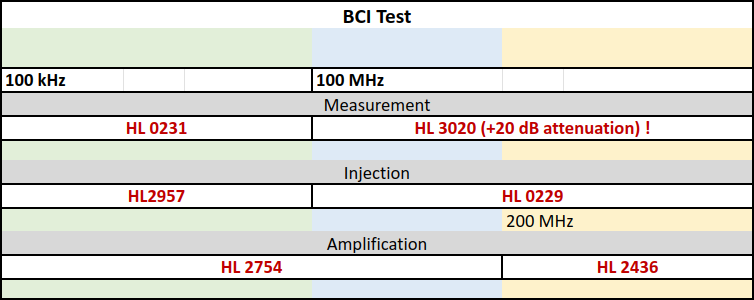 BCI Test
100 kHz 100 MHz
Measurement
HL 0231 HL 3020 (+20 dB attenuation) !
Injection
HL2957 HL 0229
200 MHz
Amplification
HL 2754 HL 2436